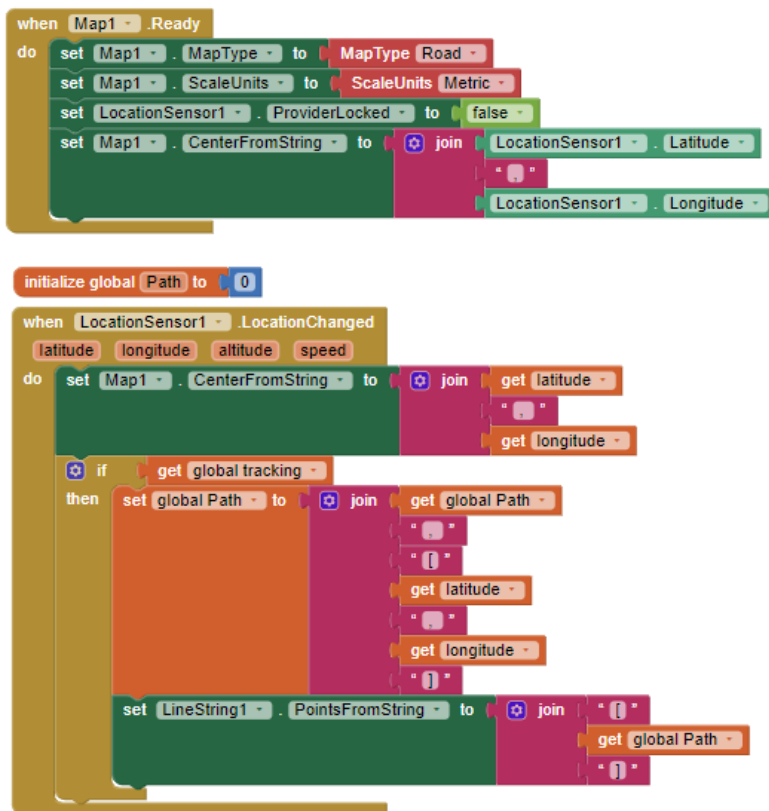 when Map1 .Ready
do set Map1 . MapType to MapType Road
set Map1 . ScaleUnits to ScaleUnits Metric
set LocationSensor1 . ProviderLocked to false
set Map1 . CenterFromString to join LocationSensor1 . Latitude
" , "
LocationSensor1 . Longitude
initialize global Path to 0
when LocationSensor1 .LocationChanged
latitude longitude altitude speed
do set Map1 . CenterFromString to join get latitude
" , "
get longitude
if get global tracking
then set global Path to join get global Path
" , "
" [ "
get latitude
" , "
get longitude
" ] "
set LineString1 . PointsFromString to join " [ "
get global Path
" ] "